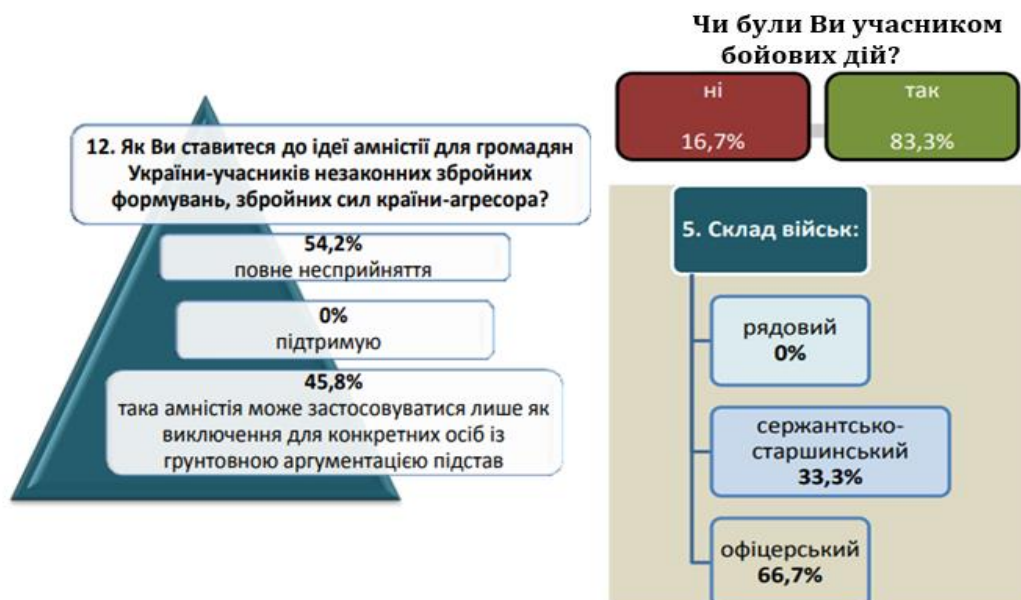 12. Як Ви ставитеся до ідеї амністії для громадян
України-учасників незаконних збройних
формувань, збройних сил країни-агресора?
54,2%
повне несприйняття
0%
підтримую
45,8%
така амністія може застосовуватися лише як
виключення для конкретних осіб із
грунтовною аргументацією підстав
Чи були Ви учасником
бойових дій?
ні
16,7%
так
83,3%
5. Склад військ:
рядовий
0%
сержантсько-
старшинський
33,3%
офіцерський
66,7%